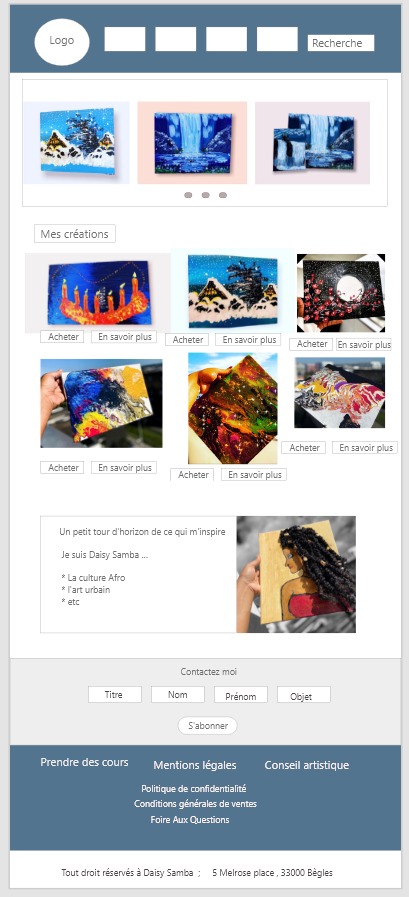 Logo
Recherche
Mes créations
Acheter En savoir plus Acheter En savoir plus Acheter En savoir plus
Acheter En savoir plus Acheter En savoir plus Acheter En savoir plus
Un petit tour d'horizon de ce qui m'inspire
Je suis Daisy Samba ...
* La culture Afro
* l'art urbain
* etc
Contactez moi
Titre Nom Prénom Objet
S'abonner
Prendre des cours Mentions légales Conseil artistique
Politique de confidentialité
Conditions générales de ventes
Foire Aux Questions
Tout droit réservés à Daisy Samba ; 5 Melrose place , 33000 Bègles